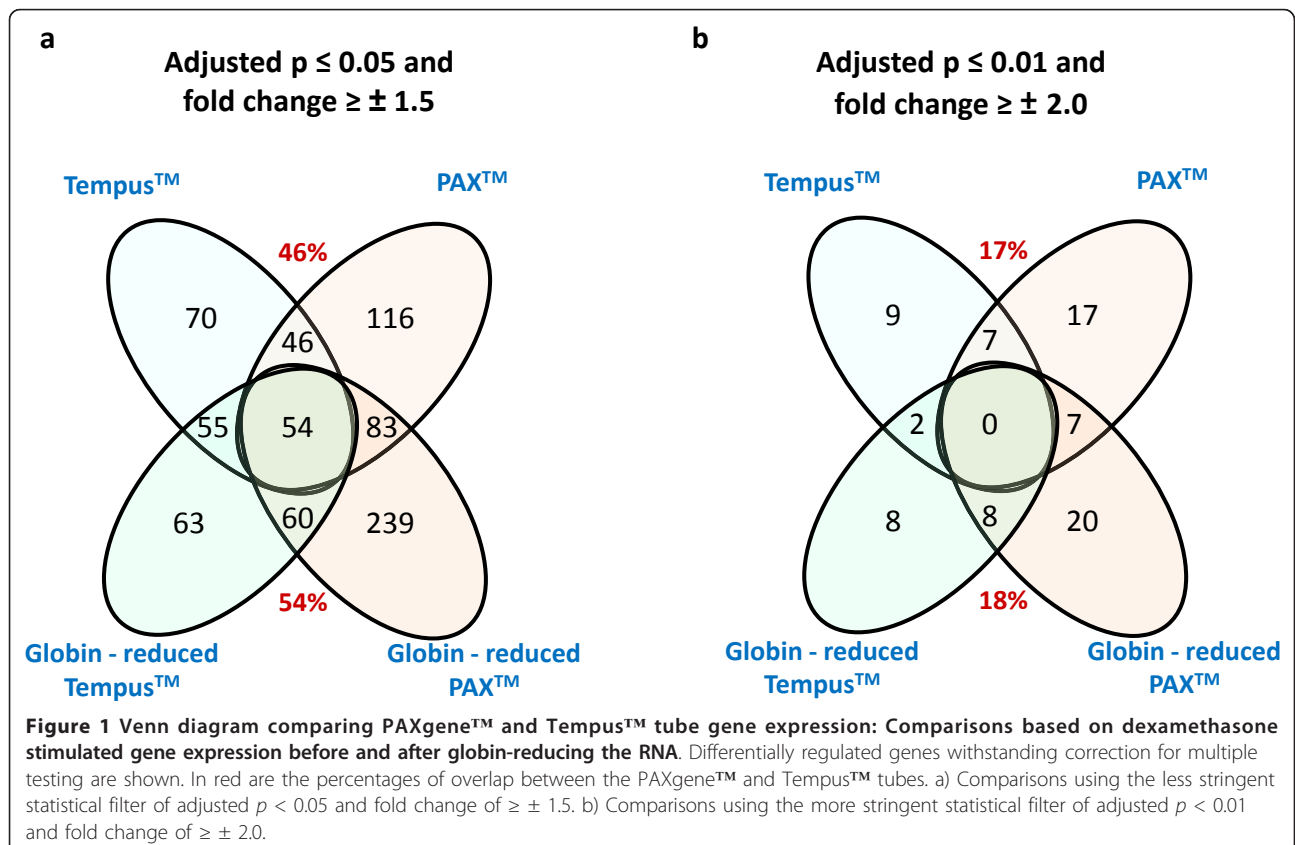 a
Adjusted p ≤ 0.05 and
fold change ≥ ± 1.5
Tempus™
PAX™
46%
70
116
46
55
54
83
63
60
239
54%
Globin - reduced
Tempus™
Globin - reduced
PAX™
b
Adjusted p ≤ 0.01 and
fold change ≥ ± 2.0
Tempus™
PAX™
17%
9
17
7
2
0
7
8
8
20
18%
Globin - reduced
Tempus™
Globin - reduced
PAX™
Figure 1 Venn diagram comparing PAXgene™ and Tempus™ tube gene expression: Comparisons based on dexamethasone
stimulated gene expression before and after globin-reducing the RNA. Differentially regulated genes withstanding correction for multiple
testing are shown. In red are the percentages of overlap between the PAXgene™ and Tempus™ tubes. a) Comparisons using the less stringent
statistical filter of adjusted p < 0.05 and fold change of ≥ ± 1.5. b) Comparisons using the more stringent statistical filter of adjusted p < 0.01
and fold change of ≥ ± 2.0.